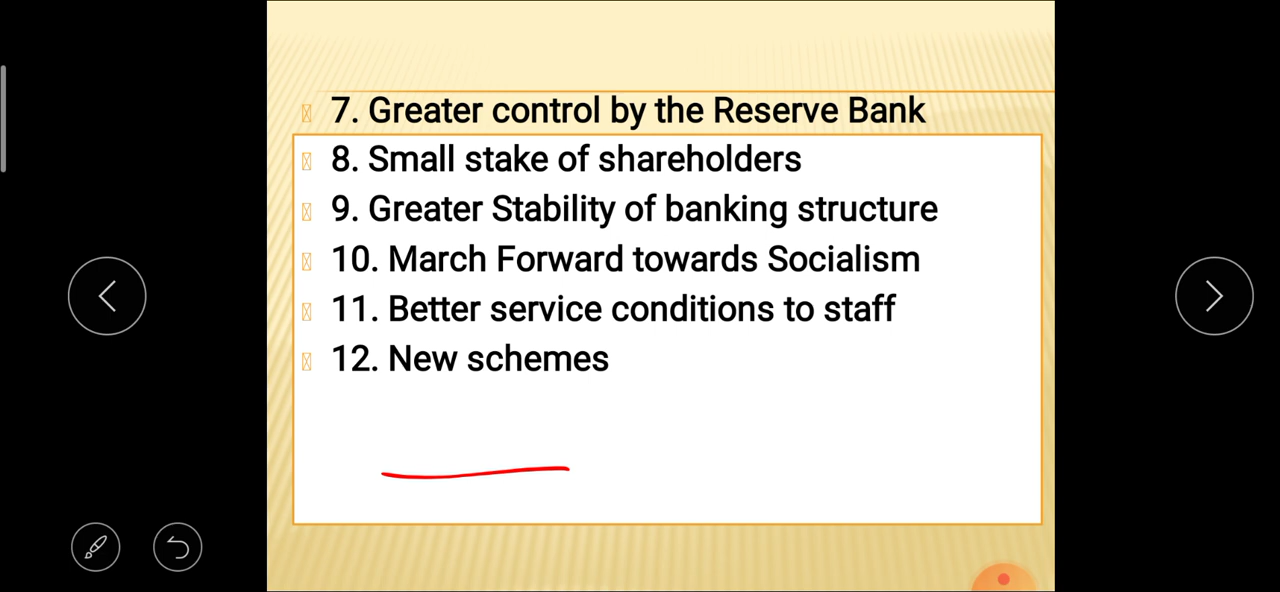 7. Greater control by the Reserve Bank
8. Small stake of shareholders
9. Greater Stability of banking structure
10. March Forward towards Socialism
11. Better service conditions to staff
12. New schemes